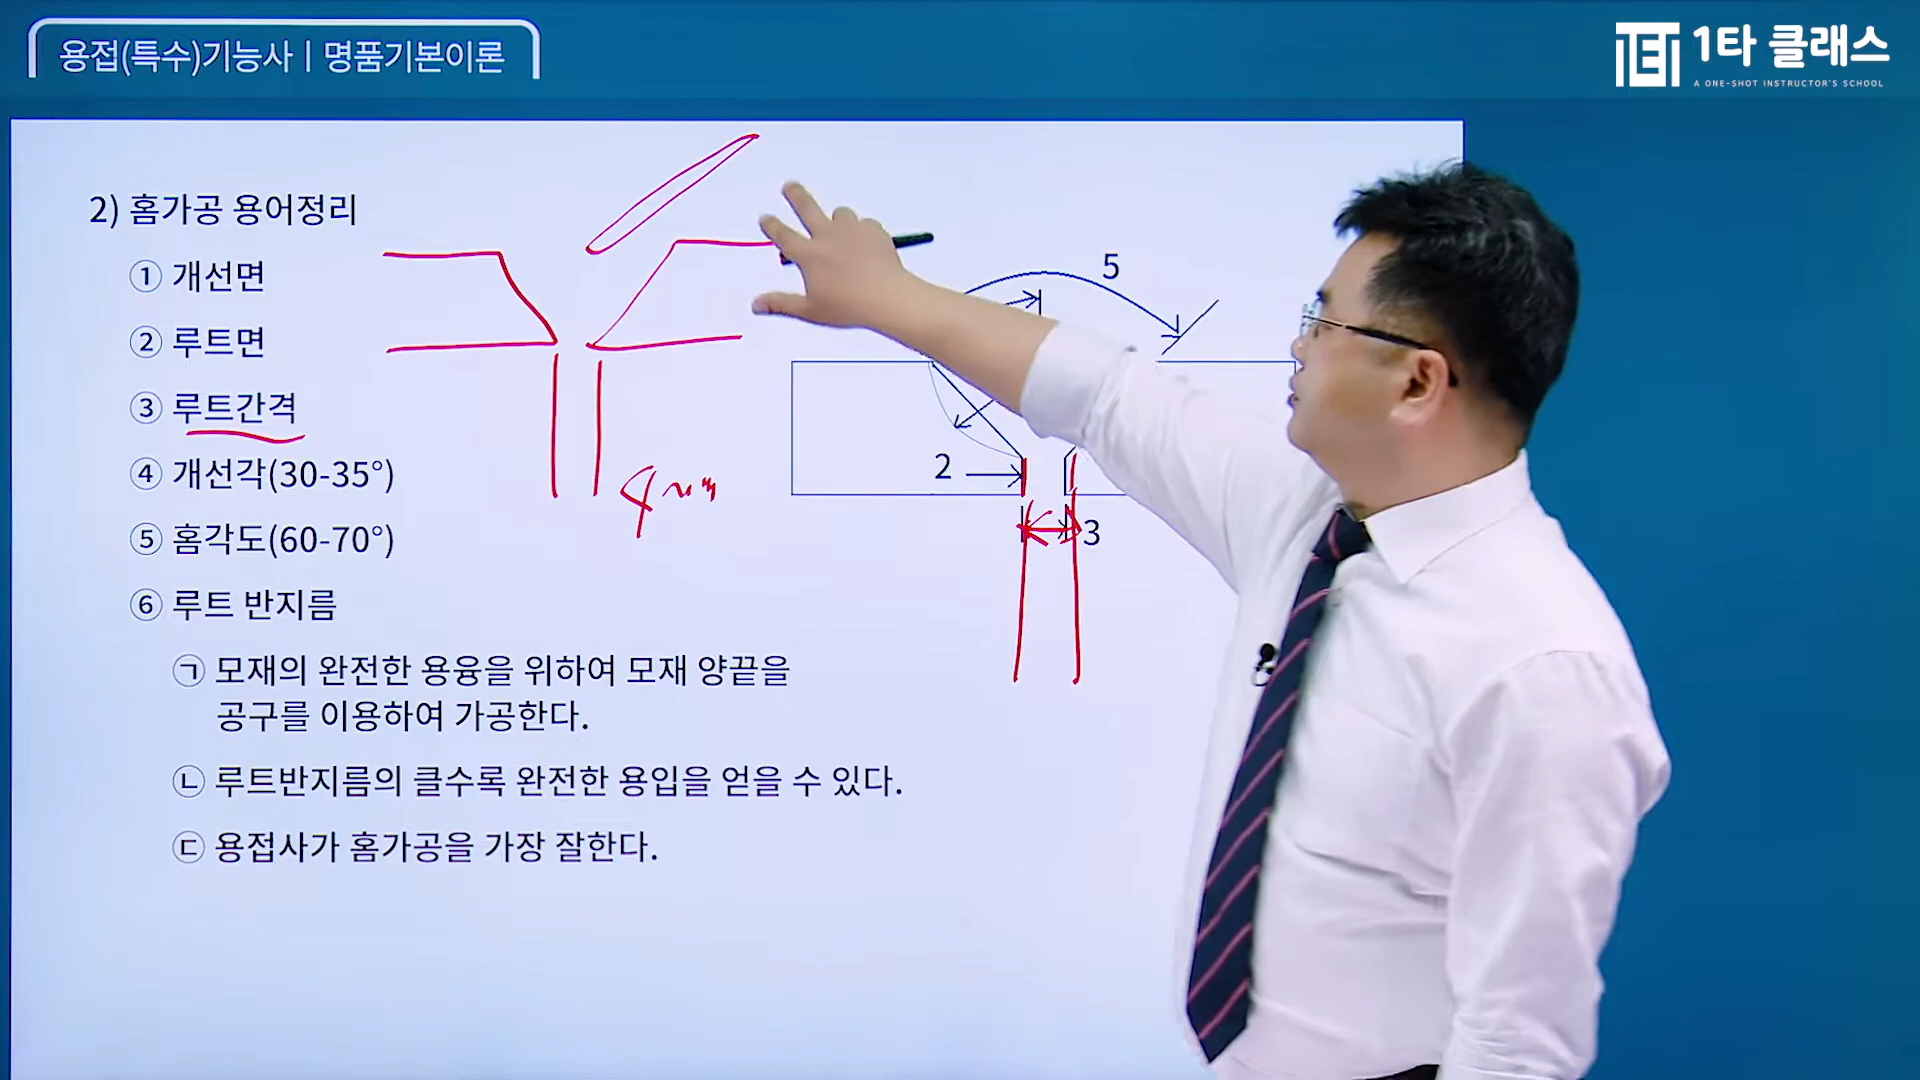 용접(특수)기능사 | 명품기본이론
1타 클래스
A ONE-SHOT INSTRUCTOR'S SCHOOL
2) 홈가공 용어정리
① 개선면
② 루트면
③ 루트간격
④ 개선각(30-35°)
⑤ 홈각도(60-70°)
⑥ 루트 반지름
㉠ 모재의 완전한 용융을 위하여 모재 양끝을
공구를 이용하여 가공한다.
㉡ 루트반지름의 클수록 완전한 용입을 얻을 수 있다.
㉢ 용접사가 홈가공을 가장 잘한다.
5
2
3
4mm